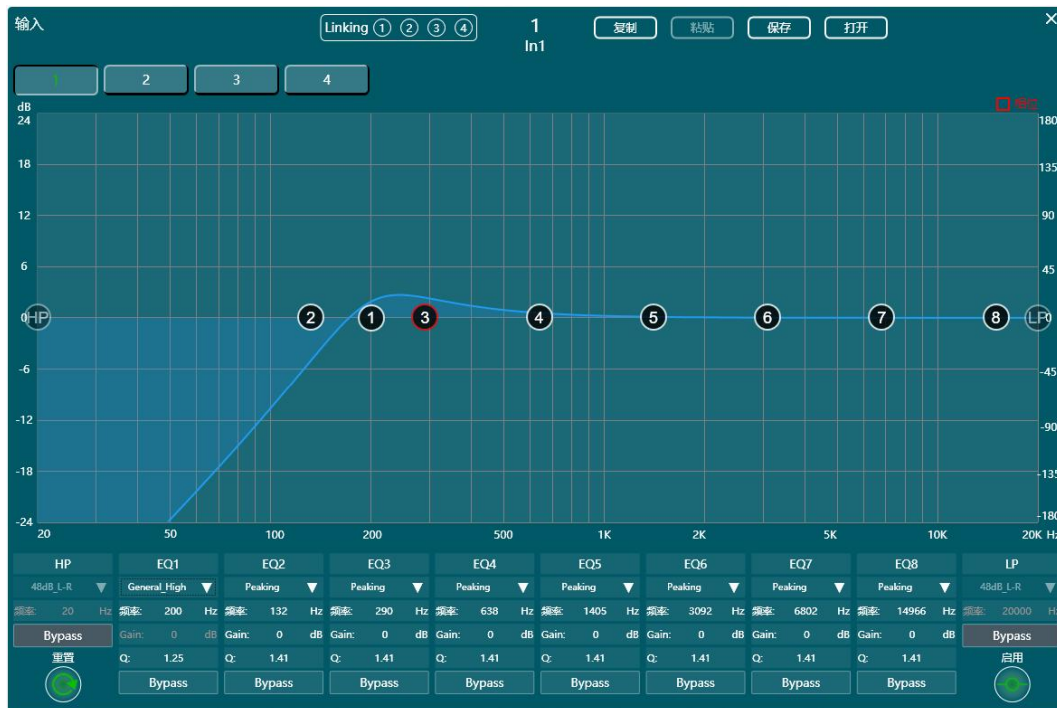 输入
Linking ① ② ③ ④
1
In1
复制
粘贴
保存
打开
×
1
2
3
4
dB
相位
24
18
12
6
0
-6
-12
-18
-24
180
135
90
45
0
-45
-90
-135
-180
HP
2
1
3
4
5
6
7
8
LP
20 50 100 200 500 1K 2K 5K 10K 20K Hz
HP EQ1 EQ2 EQ3 EQ4 EQ5 EQ6 EQ7 EQ8 LP
48dB_L-R General_High Peaking Peaking Peaking Peaking Peaking Peaking Peaking 48dB_L-R
频率: 20 Hz 频率: 200 Hz 频率: 132 Hz 频率: 290 Hz 频率: 638 Hz 频率: 1405 Hz 频率: 3092 Hz 频率: 6802 Hz 频率: 14966 Hz 频率: 20000 Hz
Bypass Gain: 0 dB Gain: 0 dB Gain: 0 dB Gain: 0 dB Gain: 0 dB Gain: 0 dB Gain: 0 dB Gain: 0 dB Bypass
重置 Q: 1.25 Q: 1.41 Q: 1.41 Q: 1.41 Q: 1.41 Q: 1.41 Q: 1.41 Q: 1.41 启用
Bypass Bypass Bypass Bypass Bypass Bypass Bypass Bypass